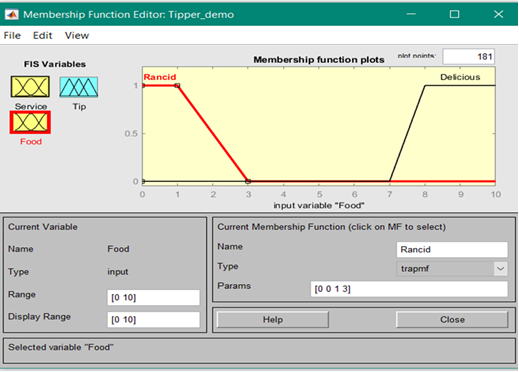 Membership Function Editor: Tipper_demo
File Edit View
FIS Variables
Service
Tip
Food
Membership function plots
plot points:
181
Rancid
Delicious
1
0.5
0
0 1 2 3 4 5 6 7 8 9 10
input variable "Food"
Current Variable
Name Food
Type input
Range [0 10]
Display Range [0 10]
Current Membership Function (click on MF to select)
Name Rancid
Type trapmf
Params [0 0 1 3]
Help Close
Selected variable "Food"